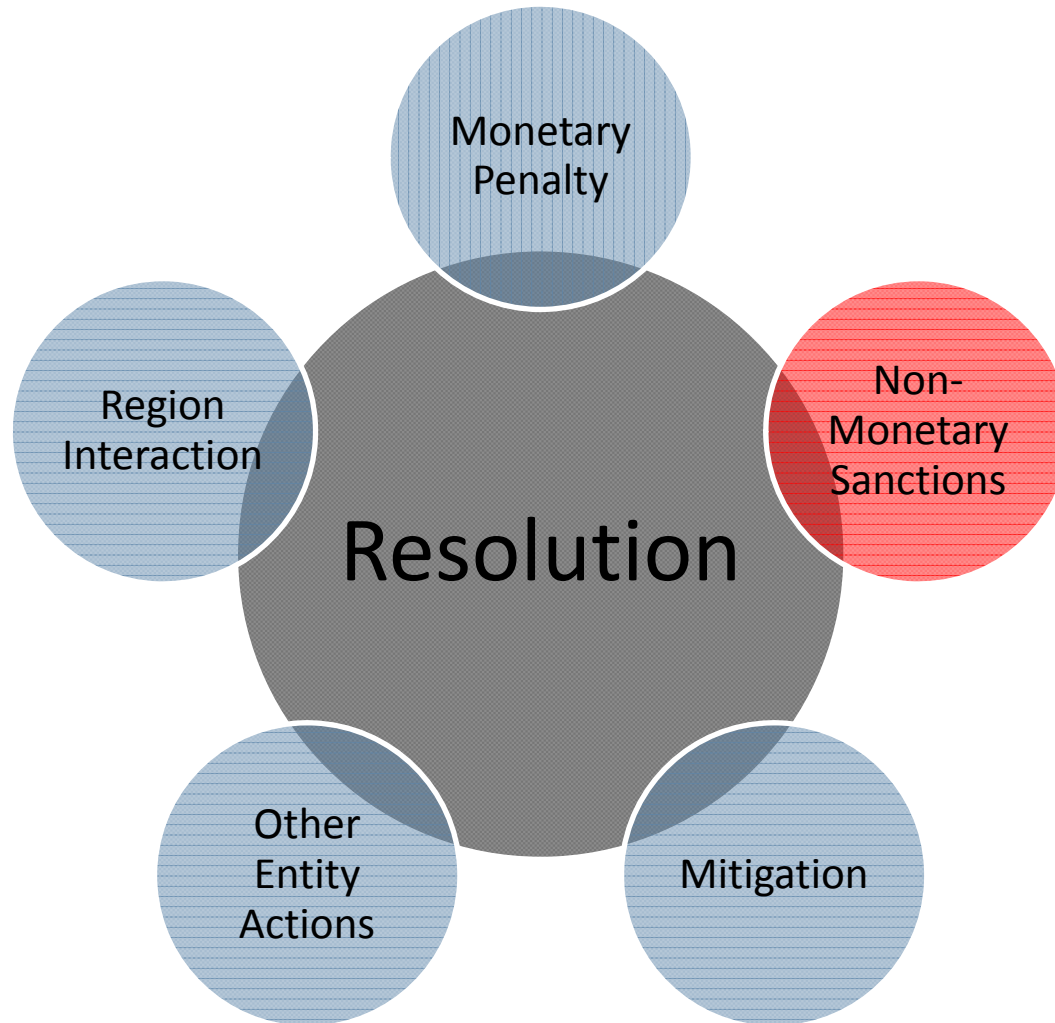 Monetary
Penalty
Non-
Monetary
Sanctions
Region
Interaction
Resolution
Other
Entity
Actions
Mitigation